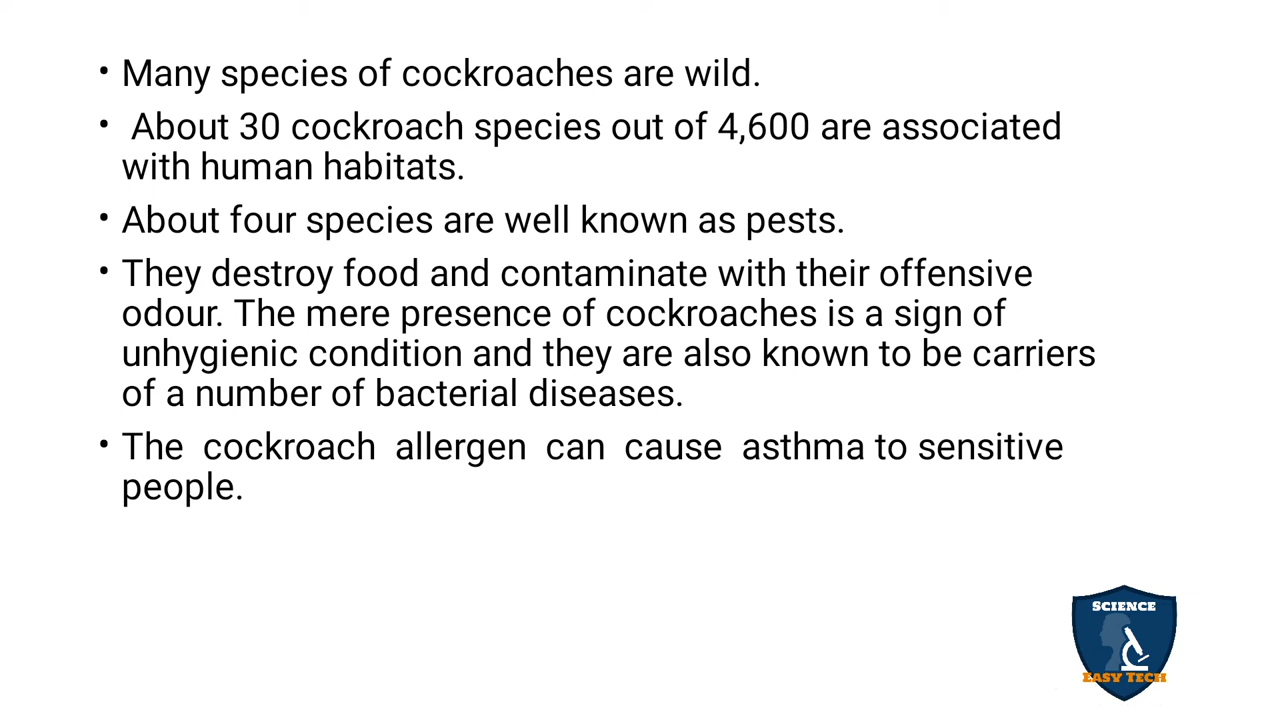 • Many species of cockroaches are wild.
• About 30 cockroach species out of 4,600 are associated
with human habitats.
• About four species are well known as pests.
• They destroy food and contaminate with their offensive
odour. The mere presence of cockroaches is a sign of
unhygienic condition and they are also known to be carriers
of a number of bacterial diseases.
• The cockroach allergen can cause asthma to sensitive
people.
SCIENCE
EASY TECH